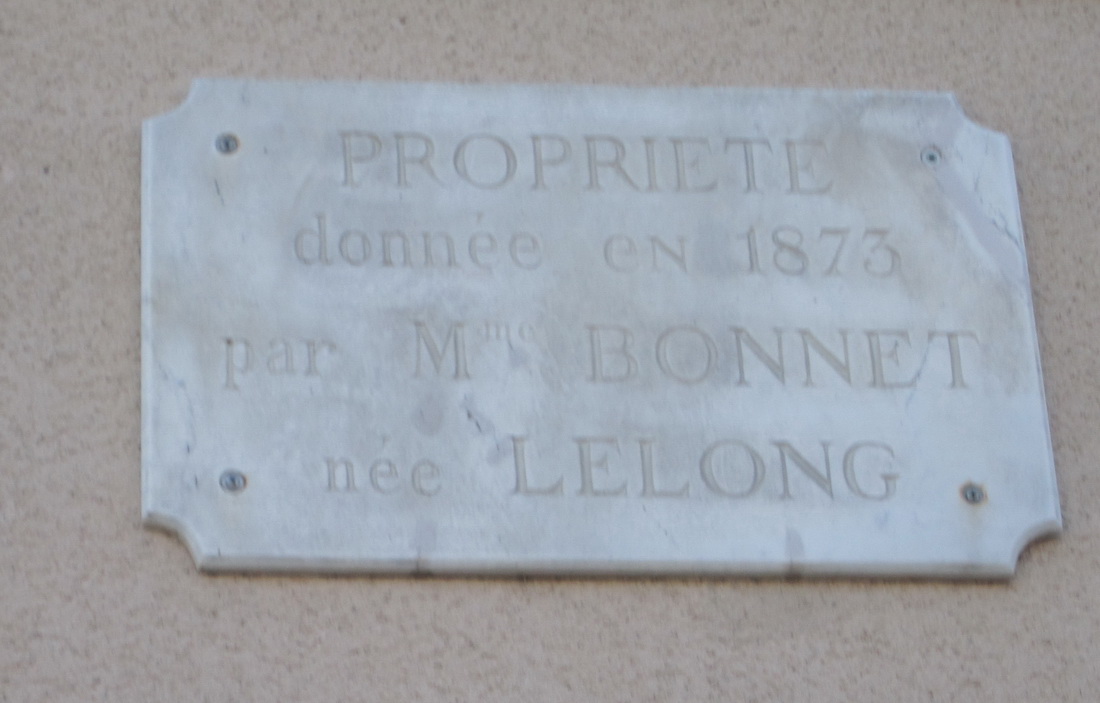 PROPRIETE
donnée EN 1873
par Mme BONNET
née LELONG